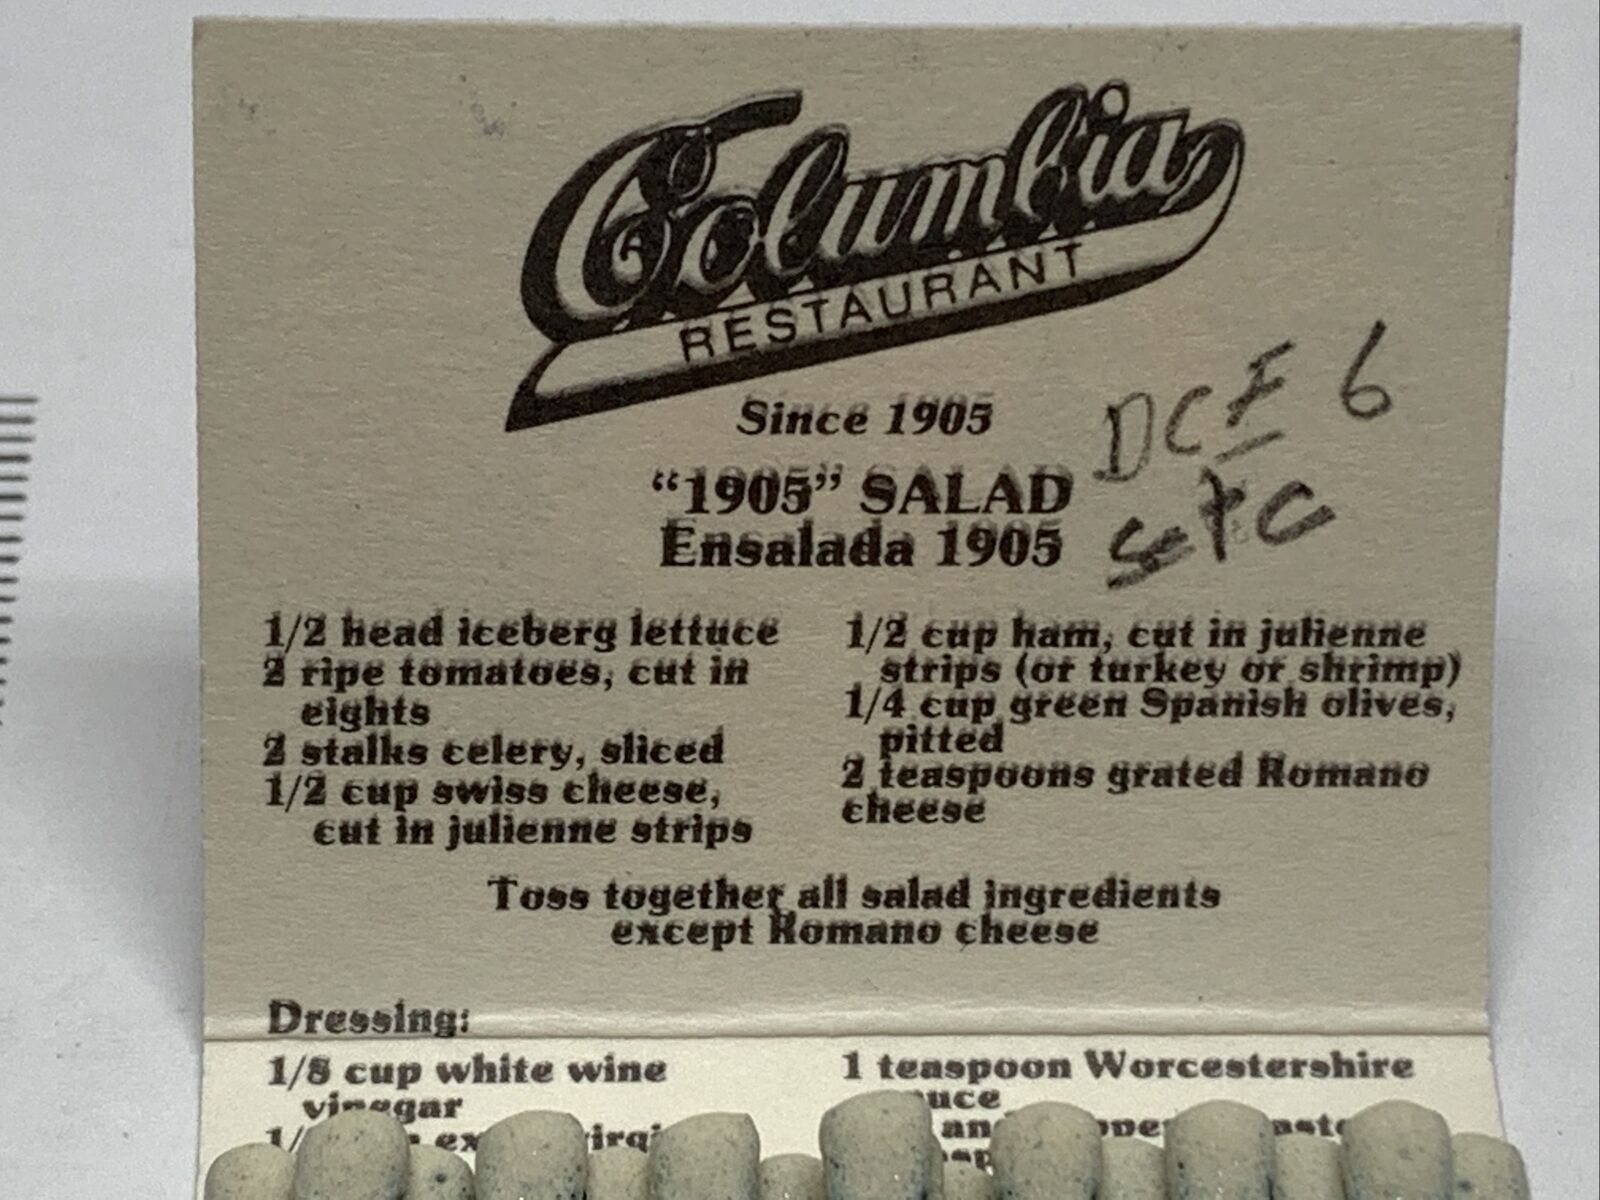 Columbia
RESTAURANT
Since 1905
"1905" SALAD
Ensalada 1905
DCF 6
1/2 head iceberg lettuce
2 ripe tomatoes, cut in
eights
2 stalks celery, sliced
1/2 cup swiss cheese,
cut in julienne strips
1/2 cup ham, cut in julienne
strips (or turkey or shrimp)
1/4 cup green Spanish olives,
pitted
2 teaspoons grated Romano
cheese
Toss together all salad ingredients
except Romano cheese
Dressing:
1/8 cup white wine
vinegar
1 teaspoon Worcestershire